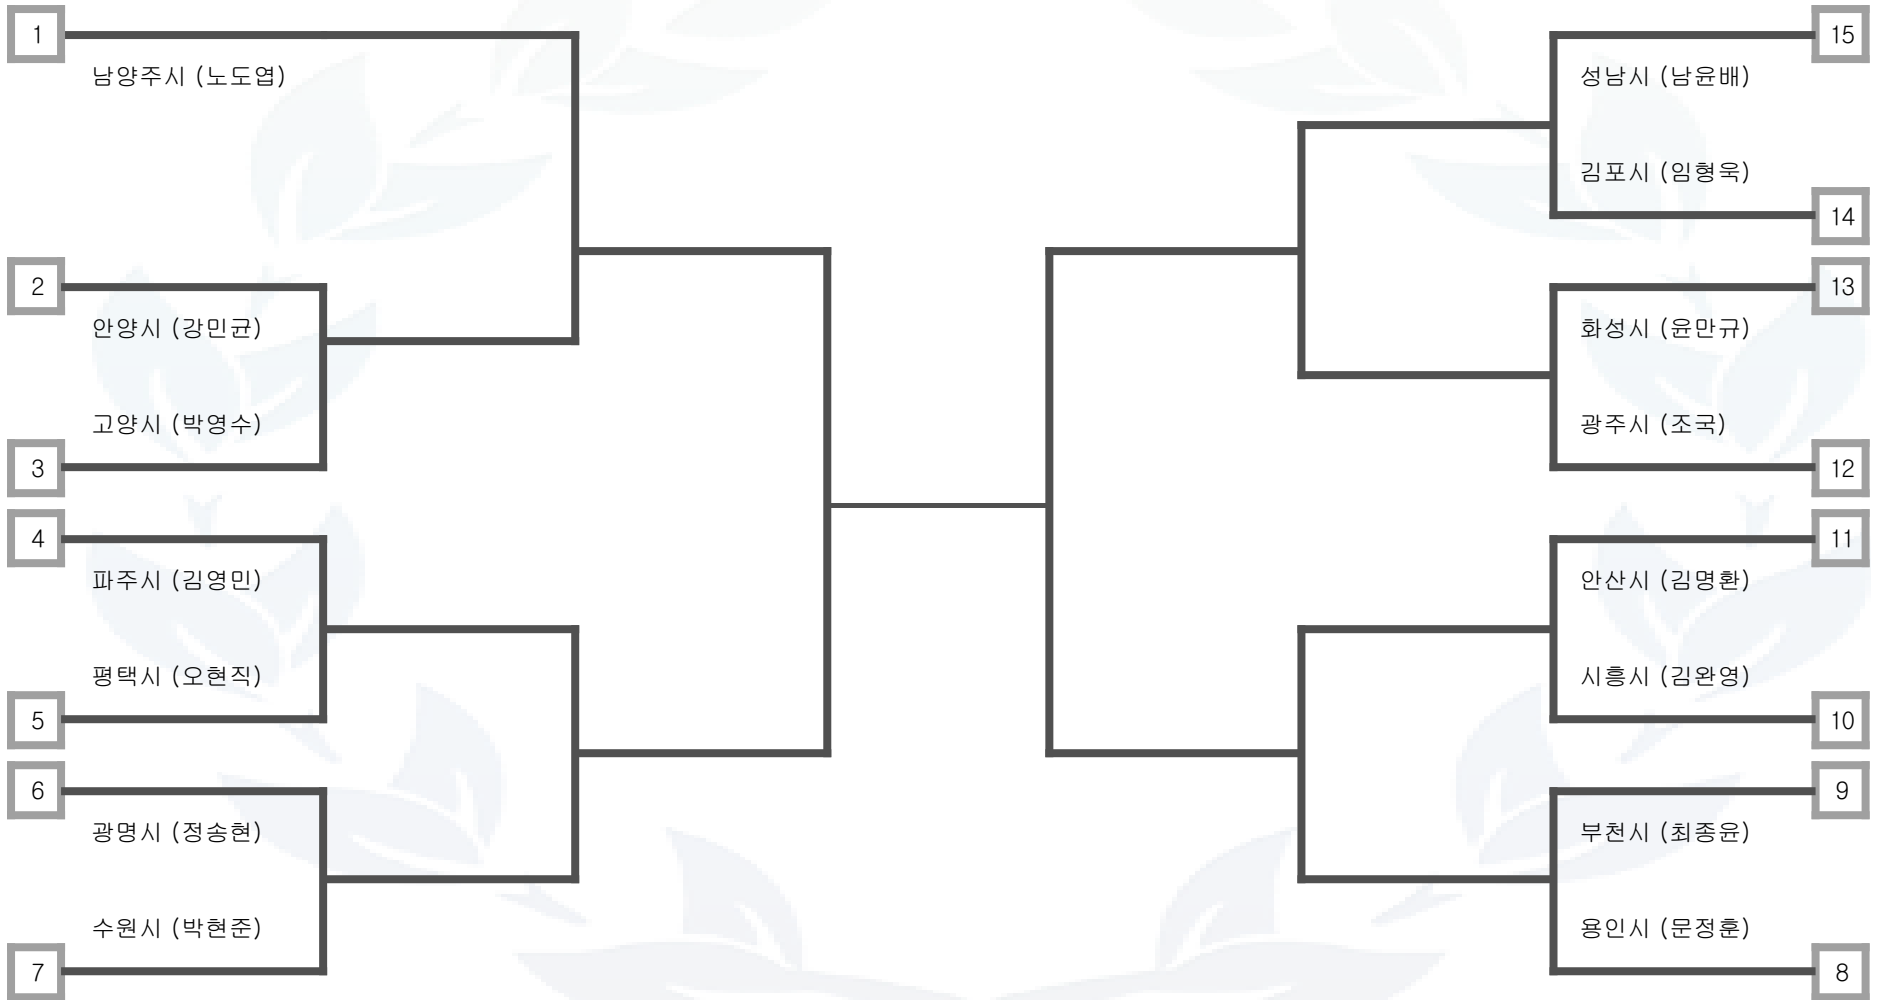 1
남양주시 (노도엽)
2
안양시 (강민균)
고양시 (박영수)
3
4
파주시 (김영민)
평택시 (오현직)
5
6
광명시 (정송현)
수원시 (박현준)
7
15
성남시 (남윤배)
김포시 (임형욱)
14
13
화성시 (윤만규)
광주시 (조국)
12
11
안산시 (김명환)
시흥시 (김완영)
10
9
부천시 (최종윤)
용인시 (문정훈)
8